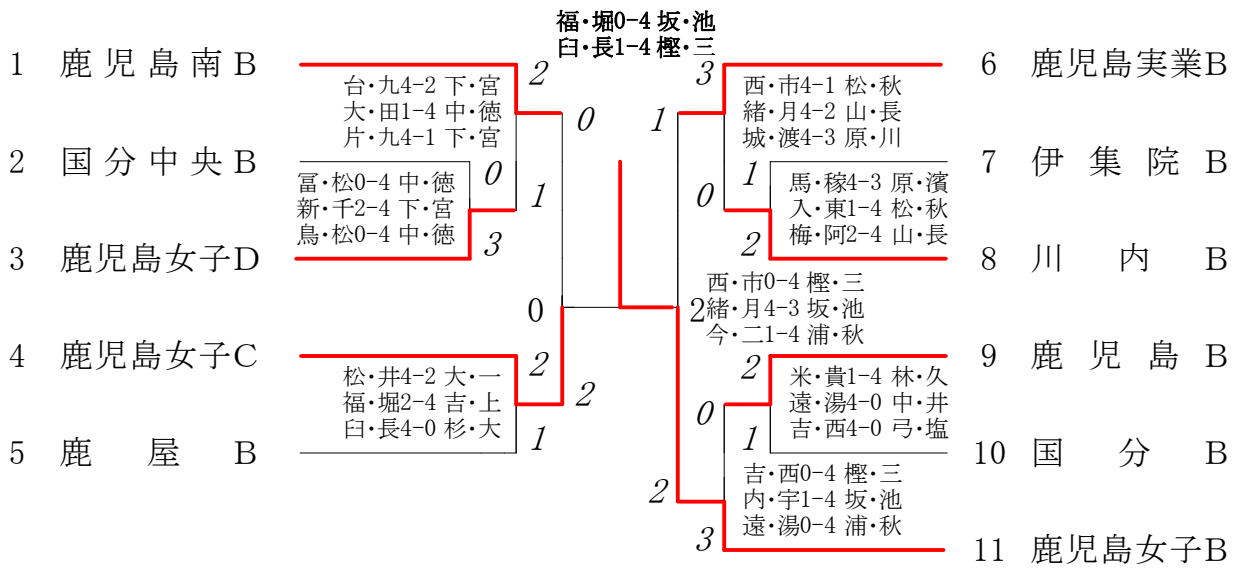 福・堀0-4 坂・池
臼・長1-4 樫・三
1 鹿児島南B
2
台・九4-2 下・宮
大・田1-4 中・徳
片・九4-1 下・宮
0
2 国分中央B
0
冨・松0-4 中・徳
新・千2-4 下・宮
鳥・松0-4 中・徳
1
3 鹿児島女子D
3
0
4 鹿児島女子C
2
松・井4-2 大・一
福・堀2-4 吉・上
臼・長4-0 杉・大
2
5 鹿屋B
1
3
6 鹿児島実業B
1
西・市4-1 松・秋
緒・月4-2 山・長
城・渡4-3 原・川
1
7 伊集院B
0
馬・稼4-3 原・濱
入・東1-4 松・秋
梅・阿2-4 山・長
2
8 川内B
西・市0-4 樫・三
2
緒・月4-3 坂・池
今・二1-4 浦・秋
2
9 鹿児島B
米・貴1-4 林・久
遠・湯4-0 中・井
吉・西4-0 弓・塩
0
1
10 国分B
吉・西0-4 樫・三
内・宇1-4 坂・池
遠・湯0-4 浦・秋
2
3
11 鹿児島女子B